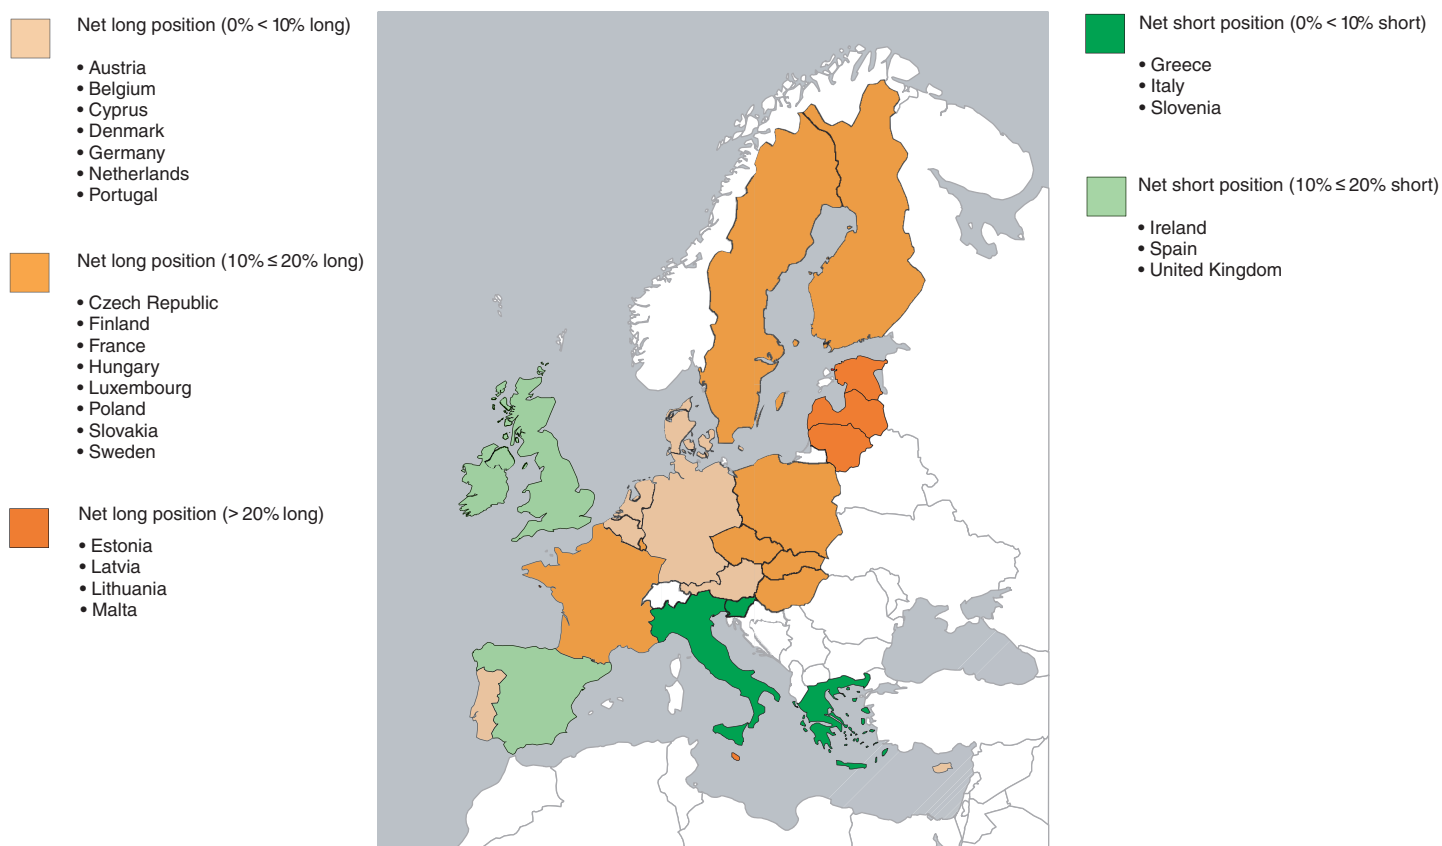 Net long position (0% < 10% long)
• Austria
• Belgium
• Cyprus
• Denmark
• Germany
• Netherlands
• Portugal
Net long position (10% ≤ 20% long)
• Czech Republic
• Finland
• France
• Hungary
• Luxembourg
• Poland
• Slovakia
• Sweden
Net long position (> 20% long)
• Estonia
• Latvia
• Lithuania
• Malta
Net short position (0% < 10% short)
• Greece
• Italy
• Slovenia
Net short position (10% ≤ 20% short)
• Ireland
• Spain
• United Kingdom